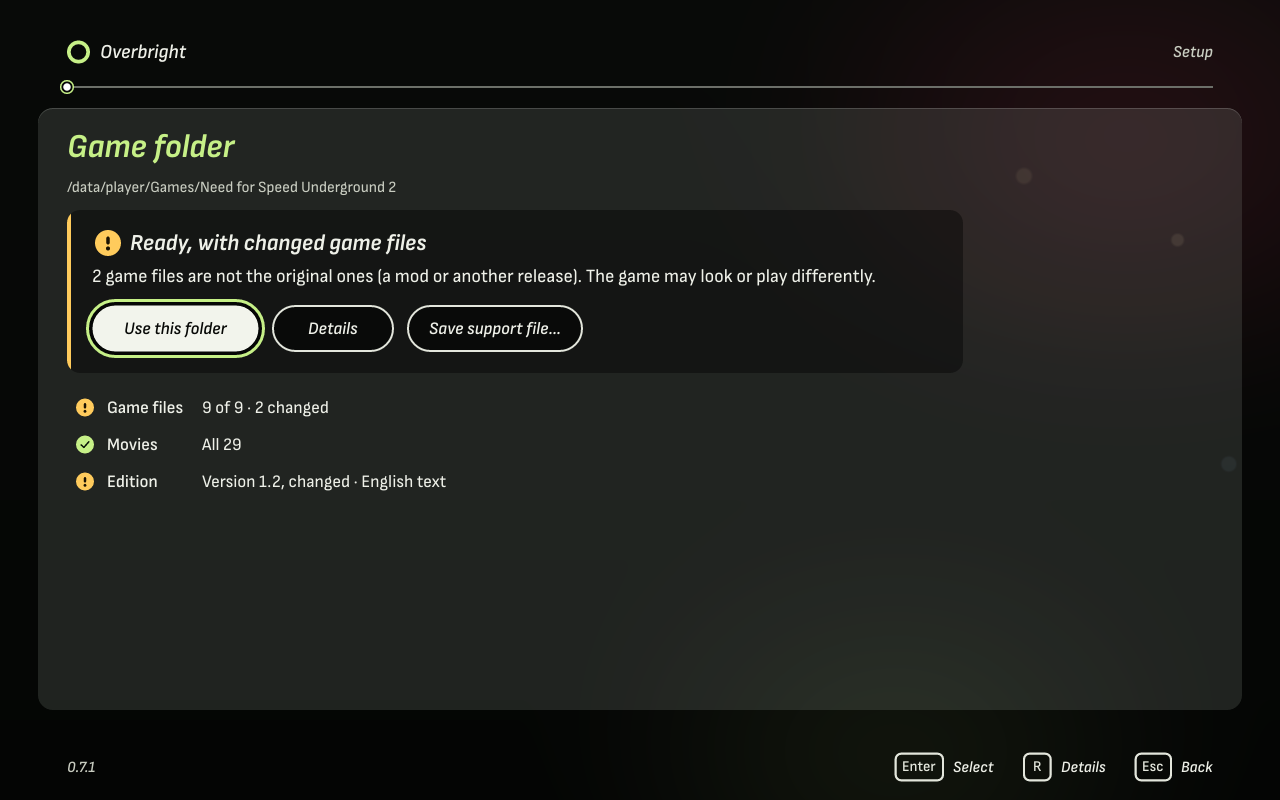 Overbright
Setup
Game folder
/data/player/Games/Need for Speed Underground 2
Ready, with changed game files
2 game files are not the original ones (a mod or another release). The game may look or play differently.
Use this folder
Details
Save support file...
Game files 9 of 9 · 2 changed
Movies All 29
Edition Version 1.2, changed · English text
0.7.1
Enter Select
R Details
Esc Back